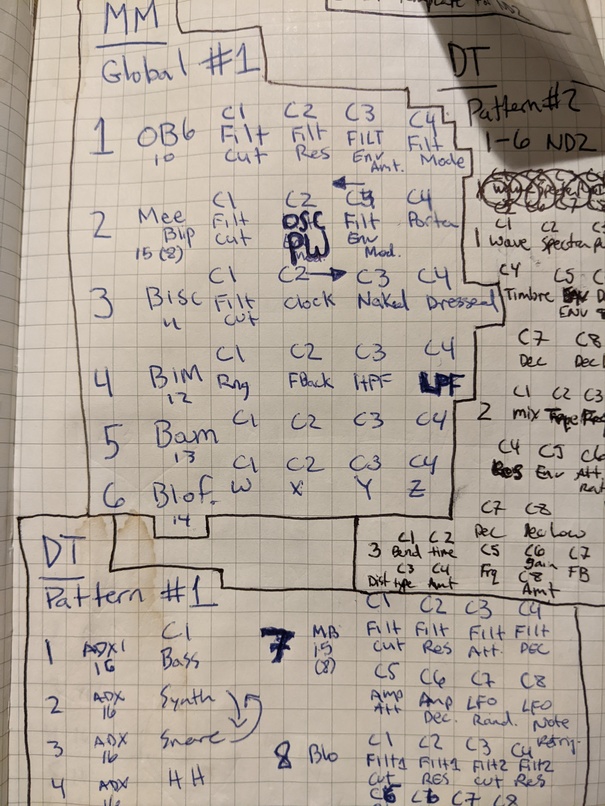 MM
Global #1
C1 C2 C3 C4
1 OB6 Filt Filt FILT Filt
10 Cut Res Env Amt. Mode
C1 C2 C3 C4
2 Mee Filt OSC Filt Porta
Blip Cut PW Env
15 (8) Mod.
C1 C2 C3 C4
3 Bisc Filt Clock Naked Dressed
11 Cut
C1 C2 C3 C4
4 BIM Rng FBack HPF LPF
12
C1 C2 C3 C4
5 Bam
13
C1 C2 C3 C4
6 Blof. W X Y Z
14
DT
Pattern #2
1-6 ND2
C1 C2
1 Wave Spectra
C4 C5
Timbre
ENV
C7 C8
Dec Dec
C1 C2 C3
2 mix
C4 C5 C6
Res Env Att.
C7 C8
Dec Dec Low
C1 C2 C5 C6 C7
3 Bend time Frq gain FB
C3 C4 C8
Dist type Amt Amt
DT
Pattern #1
C1
1 ADX1 Bass
16
2 ADX Synth
16
3 ADX Snare
16
4 ADX HH
16
C1 C2 C3 C4
7 MB Filt Filt Filt Filt
15 Cut Res Att. DEC
(8)
C5 C6 C7 C8
Amp Amp LFO LFO
Att Dec. Rand. Note
Retrig.
C1 C2 C3 C4
8 Blo Filt1 Filt1 Filt2 Filt2
Cut RES Cut RES
C5 C6 C7 C8